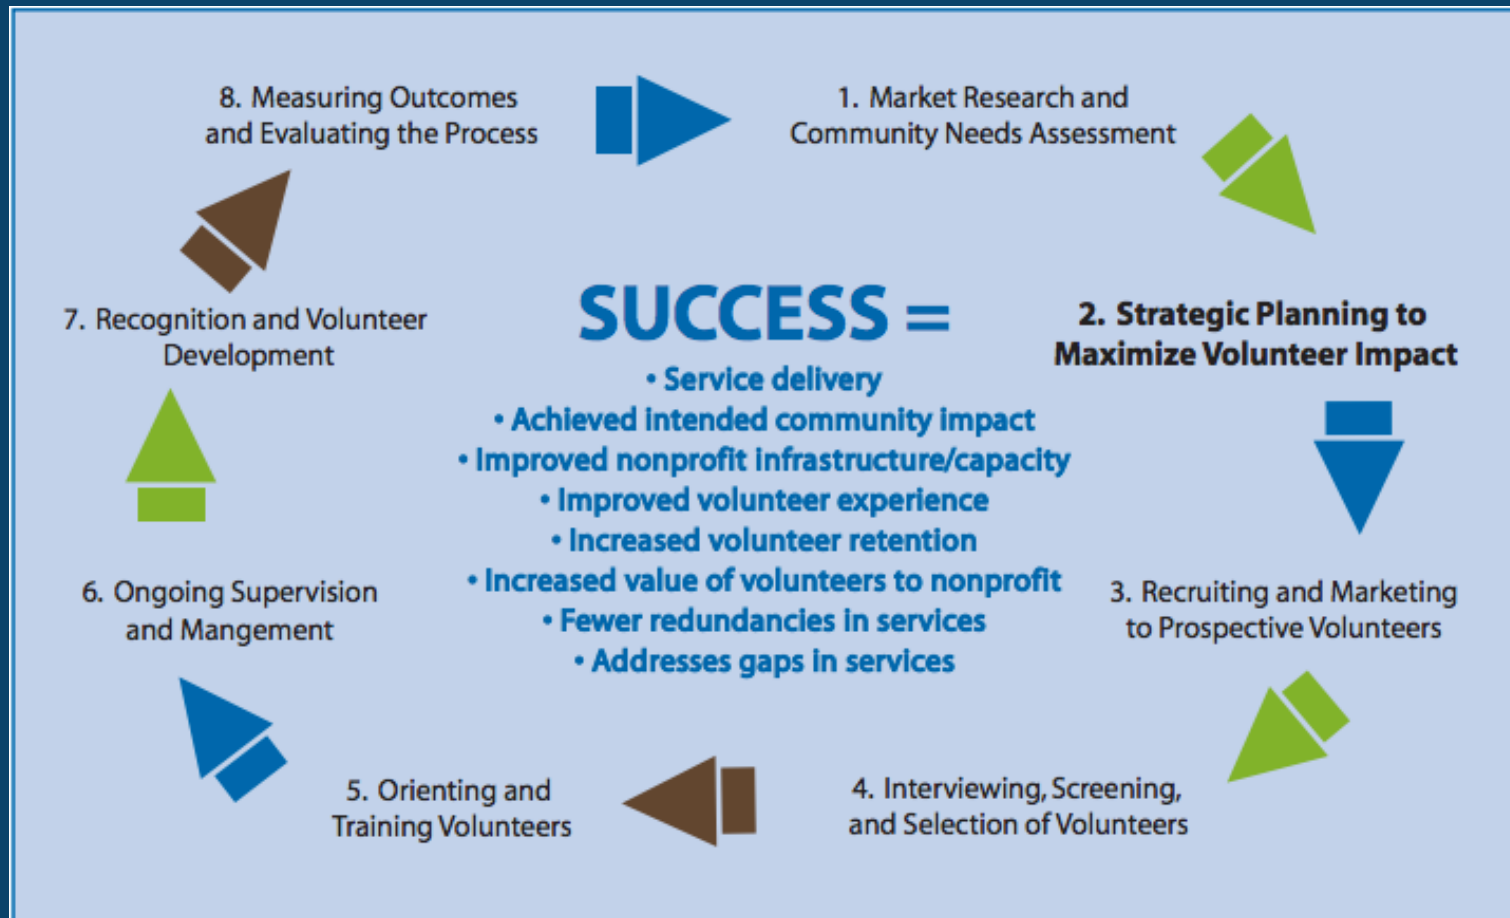 8. Measuring Outcomes
and Evaluating the Process
1. Market Research and
Community Needs Assessment
7. Recognition and Volunteer
Development
SUCCESS =
• Service delivery
• Achieved intended community impact
• Improved nonprofit infrastructure/capacity
• Improved volunteer experience
• Increased volunteer retention
• Increased value of volunteers to nonprofit
• Fewer redundancies in services
• Addresses gaps in services
2. Strategic Planning to
Maximize Volunteer Impact
6. Ongoing Supervision
and Mangement
3. Recruiting and Marketing
to Prospective Volunteers
5. Orienting and
Training Volunteers
4. Interviewing, Screening,
and Selection of Volunteers